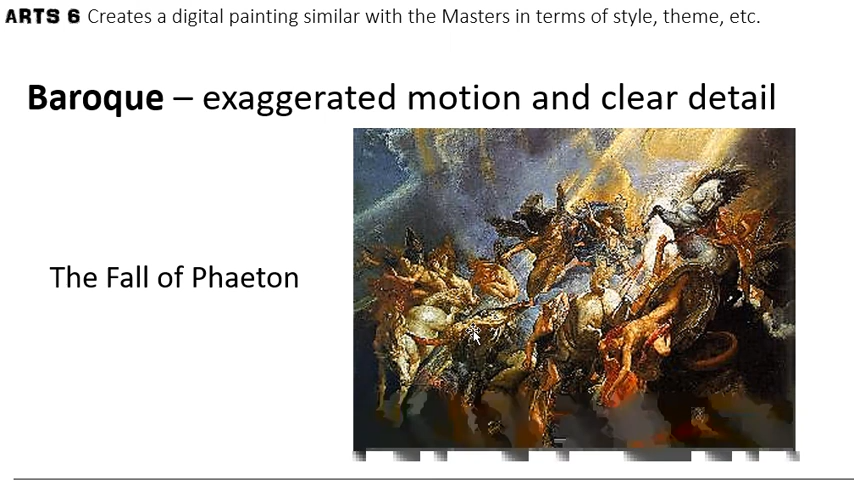 ARTS 6 Creates a digital painting similar with the Masters in terms of style, theme, etc.
Baroque – exaggerated motion and clear detail
The Fall of Phaeton